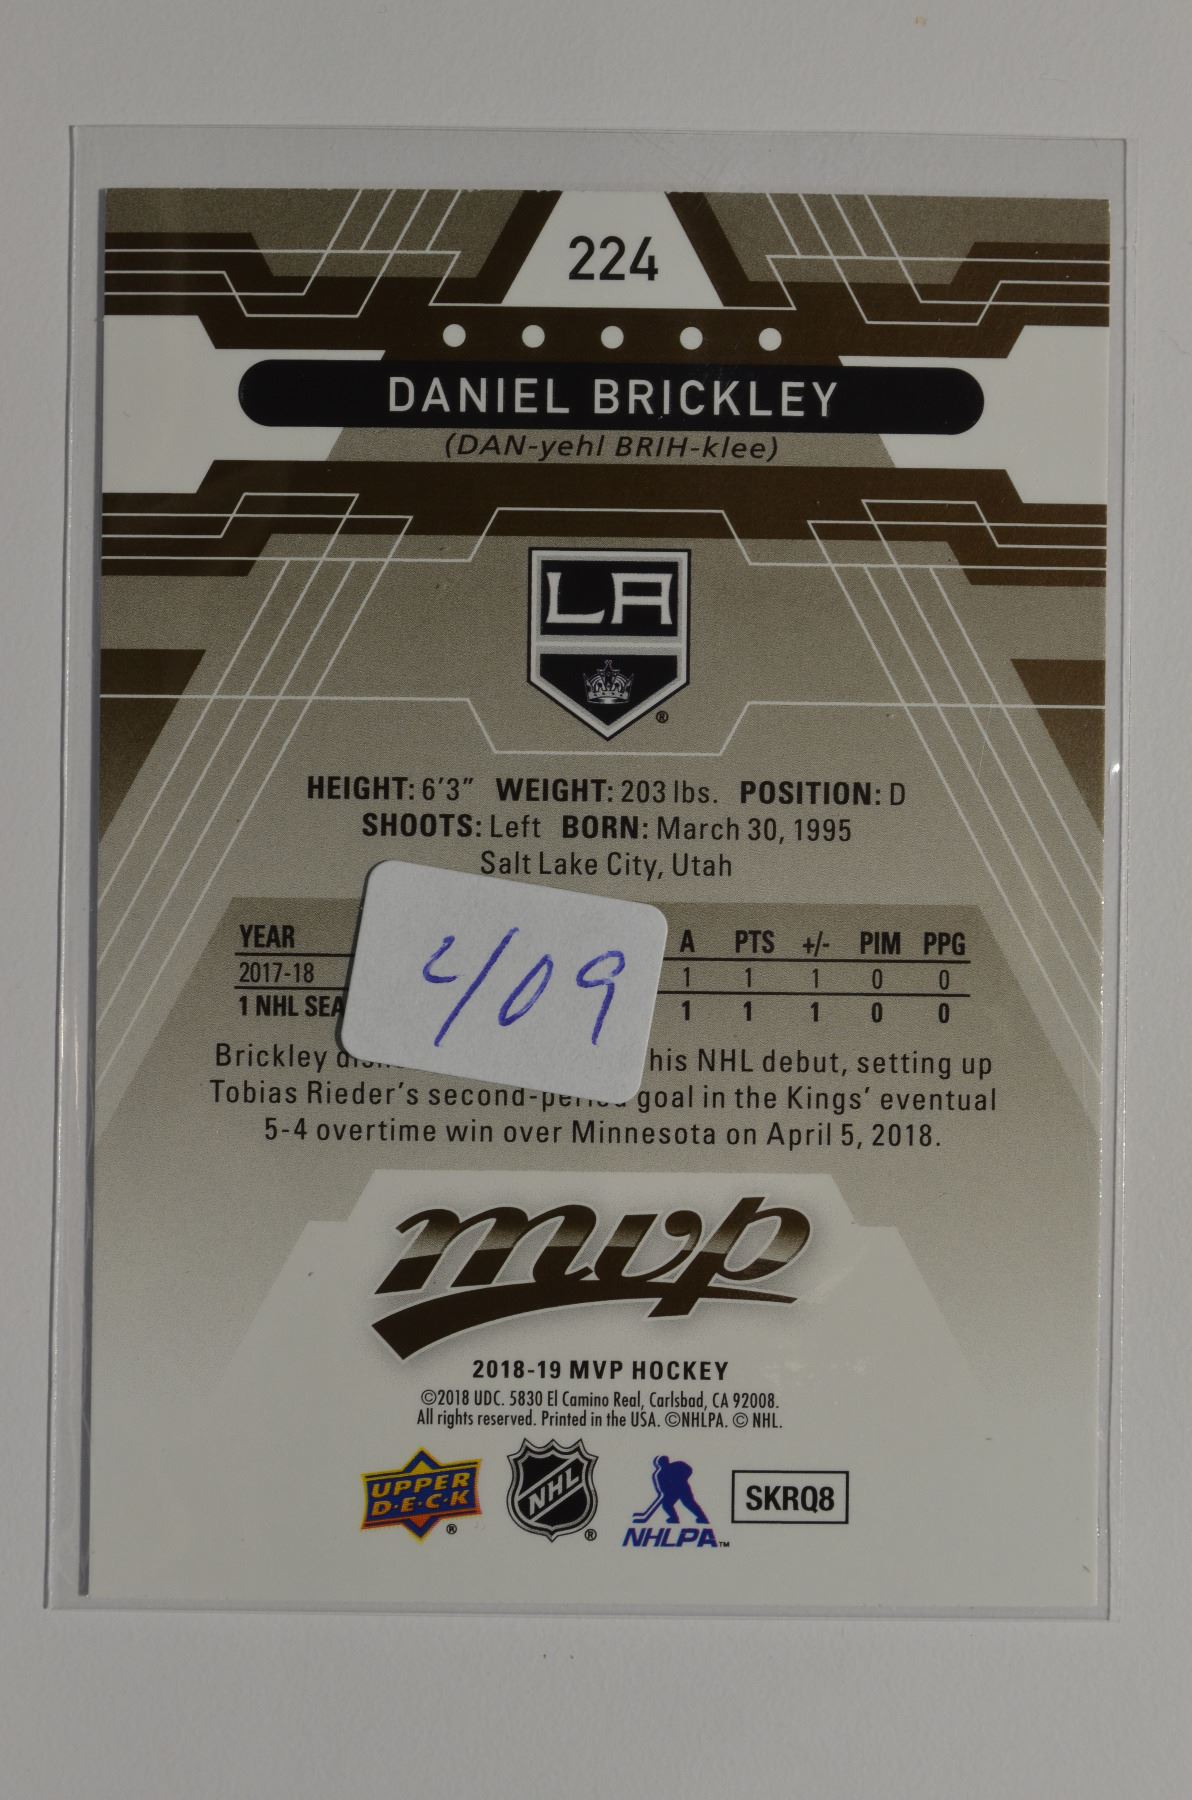 224
DANIEL BRICKLEY
(DAN-yehl BRIH-klee)
LA
®
HEIGHT: 6'3" WEIGHT: 203 lbs. POSITION: D
SHOOTS: Left BORN: March 30, 1995
Salt Lake City, Utah
YEAR A PTS +/- PIM PPG
2017-18 1 1 1 0 0
1 NHL SEA 1 1 1 0 0
4/09
Brickley his NHL debut, setting up
Tobias Rieder's second-period goal in the Kings' eventual
5-4 overtime win over Minnesota on April 5, 2018.
mvp
2018-19 MVP HOCKEY
©2018 UDC. 5830 El Camino Real, Carlsbad, CA 92008.
All rights reserved. Printed in the USA. ©NHLPA. © NHL.
UPPER
D·E·C·K
®
NHL
®
NHLPA™
SKRQ8